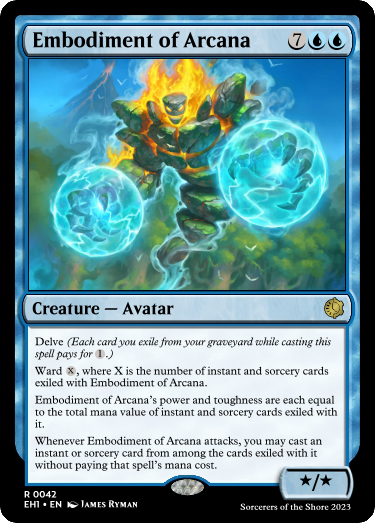 Embodiment of Arcana 7
Creature — Avatar
Delve (Each card you exile from your graveyard while casting this
spell pays for 1.)
Ward X, where X is the number of instant and sorcery cards
exiled with Embodiment of Arcana.
Embodiment of Arcana's power and toughness are each equal
to the total mana value of instant and sorcery cards exiled with
it.
Whenever Embodiment of Arcana attacks, you may cast an
instant or sorcery card from among the cards exiled with it
without paying that spell's mana cost.
R 0042
★/★
EH1 • EN James Ryman
Sorcerers of the Shore 2023